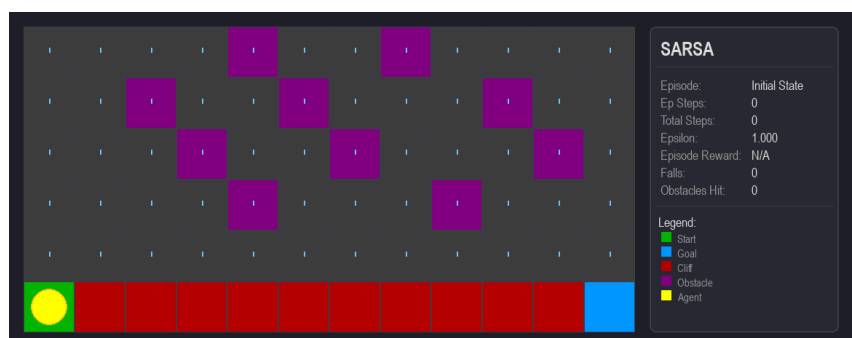 SARSA
Episode: Initial State
Ep Steps: 0
Total Steps: 0
Epsilon: 1.000
Episode Reward: N/A
Falls: 0
Obstacles Hit: 0
Legend:
Start
Goal
Cliff
Obstacle
Agent